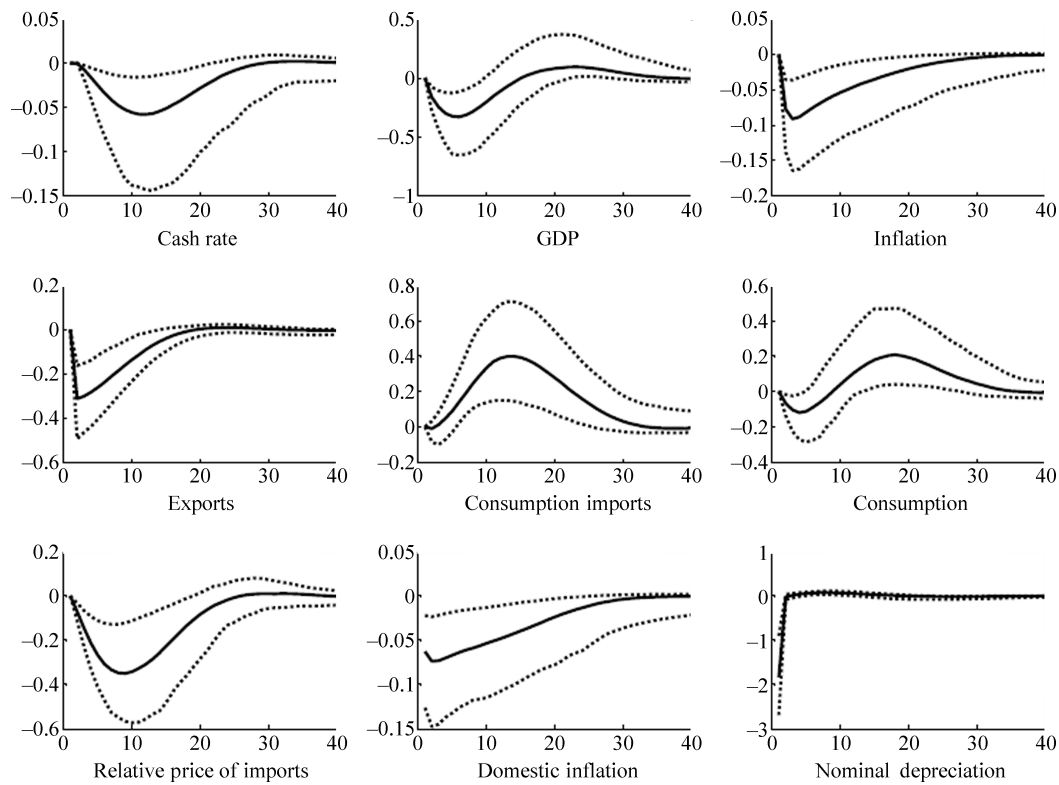 0.05
0
–0.05
–0.1
–0.15
0 10 20 30 40
Cash rate
0.5
0
–0.5
–1
0 10 20 30 40
GDP
0.05
0
–0.05
–0.1
–0.15
–0.2
0 10 20 30 40
Inflation
0.2
0
–0.2
–0.4
–0.6
0 10 20 30 40
Exports
0.8
0.6
0.4
0.2
0
–0.2
0 10 20 30 40
Consumption imports
0.6
0.4
0.2
0
–0.2
–0.4
0 10 20 30 40
Consumption
0.2
0
–0.2
–0.4
–0.6
0 10 20 30 40
Relative price of imports
0.05
0
–0.05
–0.1
–0.15
0 10 20 30 40
Domestic inflation
1
0
–1
–2
–3
0 10 20 30 40
Nominal depreciation